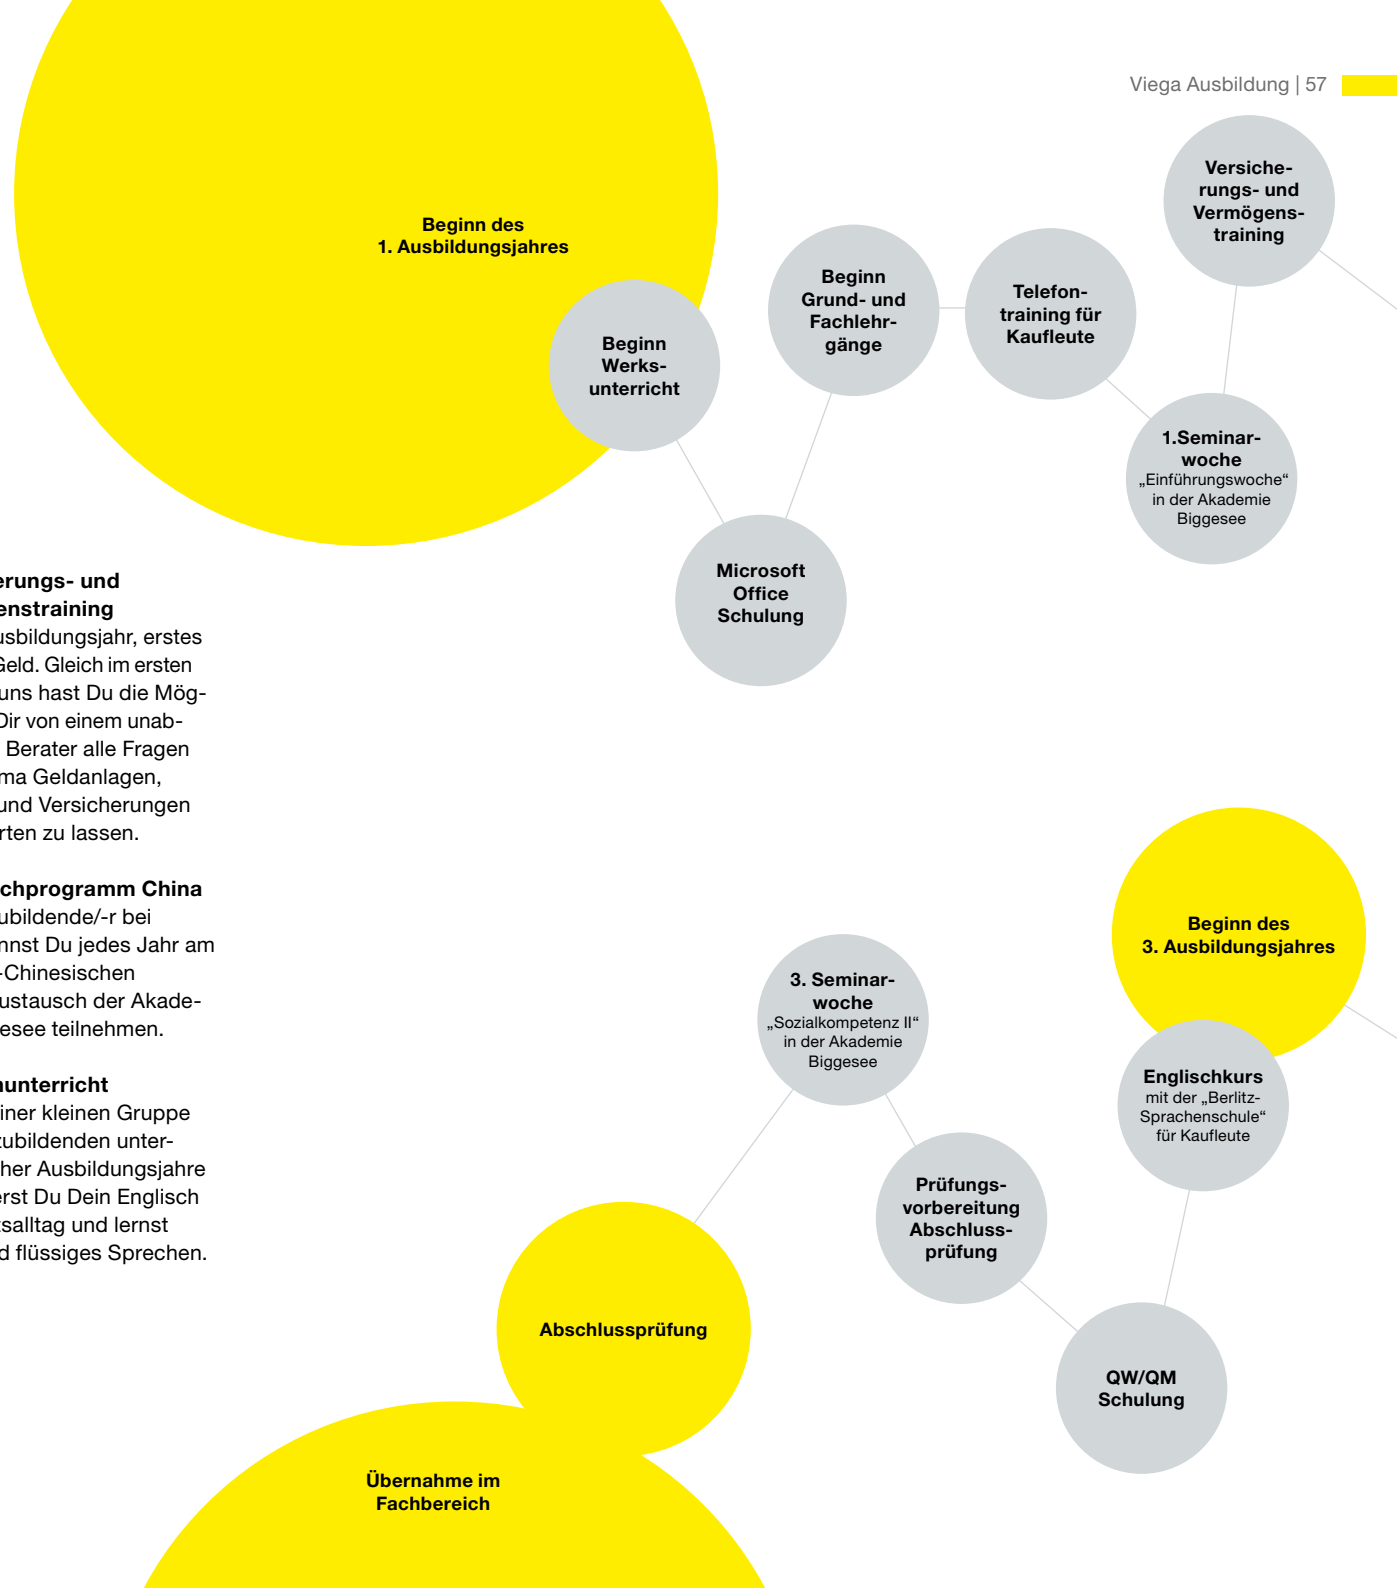 Viega Ausbildung | 57
Beginn des
1. Ausbildungsjahres
Beginn
Werks-
unterricht
Microsoft
Office
Schulung
Beginn
Grund- und
Fachlehr-
gänge
Telefon-
training für
Kaufleute
1.Seminar-
woche
„Einführungswoche“
in der Akademie
Biggesee
Versiche-
rungs- und
Vermögens-
training
erungs- und
enstraining
usbildungsjahr, erstes
Geld. Gleich im ersten
uns hast Du die Mög-
Dir von einem unab-
Berater alle Fragen
ma Geldanlagen,
und Versicherungen
rten zu lassen.
chprogramm China
ubildende/-r bei
nnst Du jedes Jahr am
-Chinesischen
ustausch der Akade-
esee teilnehmen.
unterricht
iner kleinen Gruppe
zubildenden unter-
cher Ausbildungsjahre
erst Du Dein Englisch
tsalltag und lernst
d flüssiges Sprechen.
Beginn des
3. Ausbildungsjahres
Englischkurs
mit der „Berlitz-
Sprachenschule“
für Kaufleute
QW/QM
Schulung
Prüfungs-
vorbereitung
Abschluss-
prüfung
3. Seminar-
woche
„Sozialkompetenz II“
in der Akademie
Biggesee
Abschlussprüfung
Übernahme im
Fachbereich